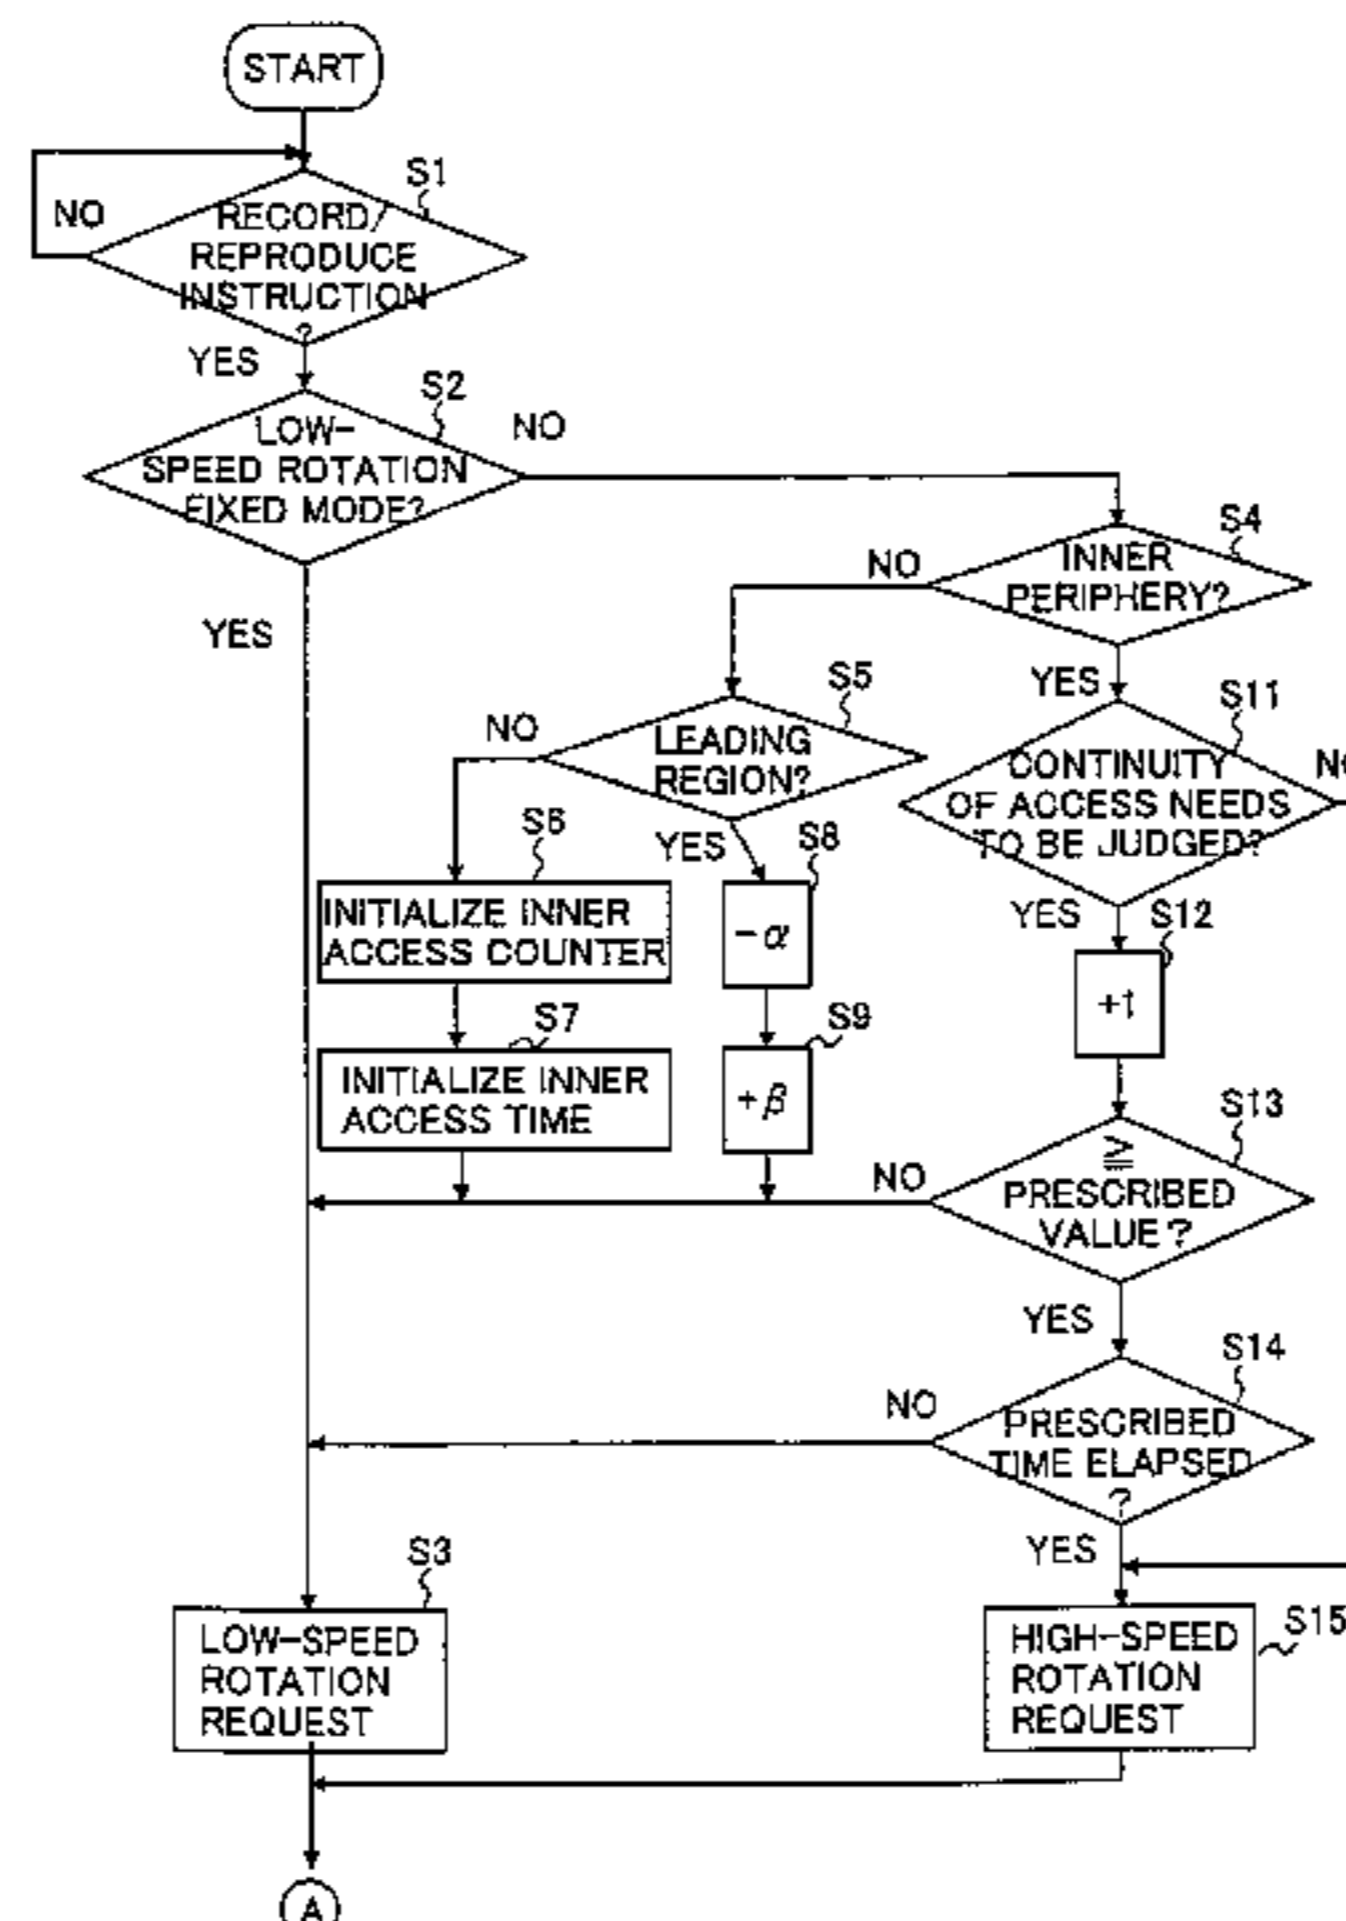 START
S1
NO
RECORD/
REPRODUCE
INSTRUCTION
?
YES
S2
NO
LOW-
SPEED ROTATION
FIXED MODE?
YES
S4
NO
INNER
PERIPHERY?
YES
S5
NO
LEADING
REGION?
YES
S11
CONTINUITY
OF ACCESS NEEDS
TO BE JUDGED?
NO
YES
S6
INITIALIZE INNER
ACCESS COUNTER
S8
-α
S12
+1
S7
INITIALIZE INNER
ACCESS TIME
S9
+β
S13
NO
≧
PRESCRIBED
VALUE?
YES
S14
NO
PRESCRIBED
TIME ELAPSED
?
YES
S3
LOW-SPEED
ROTATION
REQUEST
S15
HIGH-SPEED
ROTATION
REQUEST
A